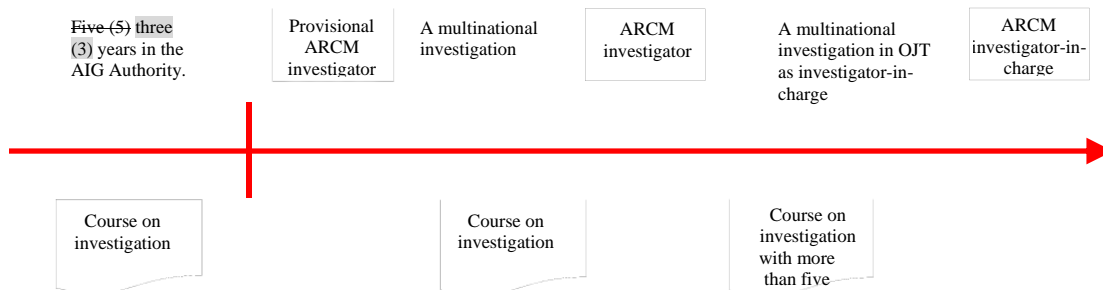 Five (5) three
(3) years in the
AIG Authority.
Provisional
ARCM
investigator
A multinational
investigation
ARCM
investigator
A multinational
investigation in OJT
as investigator-in-
charge
ARCM
investigator-in-
charge
Course on
investigation
Course on
investigation
Course on
investigation
with more
than five